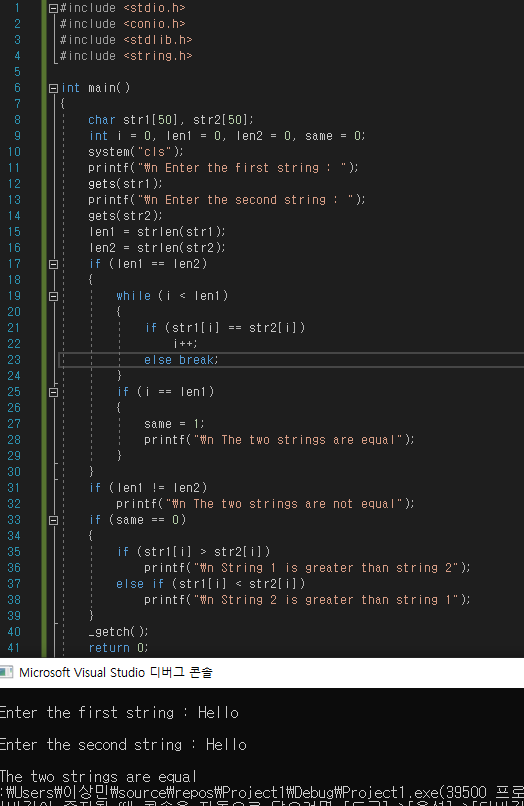 1 #include <stdio.h>
2 #include <conio.h>
3 #include <stdlib.h>
4 #include <string.h>
5
6 int main()
7 {
8 char str1[50], str2[50];
9 int i = 0, len1 = 0, len2 = 0, same = 0;
10 system("cls");
11 printf("₩n Enter the first string : ");
12 gets(str1);
13 printf("₩n Enter the second string : ");
14 gets(str2);
15 len1 = strlen(str1);
16 len2 = strlen(str2);
17 if (len1 == len2)
18 {
19 while (i < len1)
20 {
21 if (str1[i] == str2[i])
22 i++;
23 else break;
24 }
25 if (i == len1)
26 {
27 same = 1;
28 printf("₩n The two strings are equal");
29 }
30 }
31 if (len1 != len2)
32 printf("₩n The two strings are not equal");
33 if (same == 0)
34 {
35 if (str1[i] > str2[i])
36 printf("₩n String 1 is greater than string 2");
37 else if (str1[i] < str2[i])
38 printf("₩n String 2 is greater than string 1");
39 }
40 _getch();
41 return 0;
Microsoft Visual Studio 디버그 콘솔
Enter the first string : Hello
Enter the second string : Hello
The two strings are equal
:₩Users₩이상민₩source₩repos₩Project1₩Debug₩Project1.exe(39500 프로